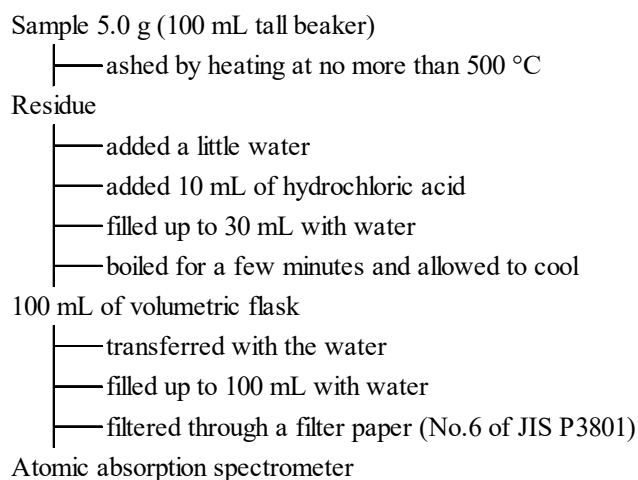 Sample 5.0 g (100 mL tall beaker)
ashed by heating at no more than 500 °C
Residue
added a little water
added 10 mL of hydrochloric acid
filled up to 30 mL with water
boiled for a few minutes and allowed to cool
100 mL of volumetric flask
transferred with the water
filled up to 100 mL with water
filtered through a filter paper (No.6 of JIS P3801)
Atomic absorption spectrometer